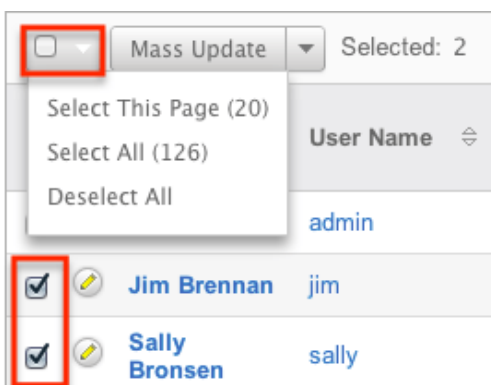 Mass Update Selected: 2
Select This Page (20)
Select All (126)
Deselect All
User Name
admin
Jim Brennan jim
Sally
Bronsen sally